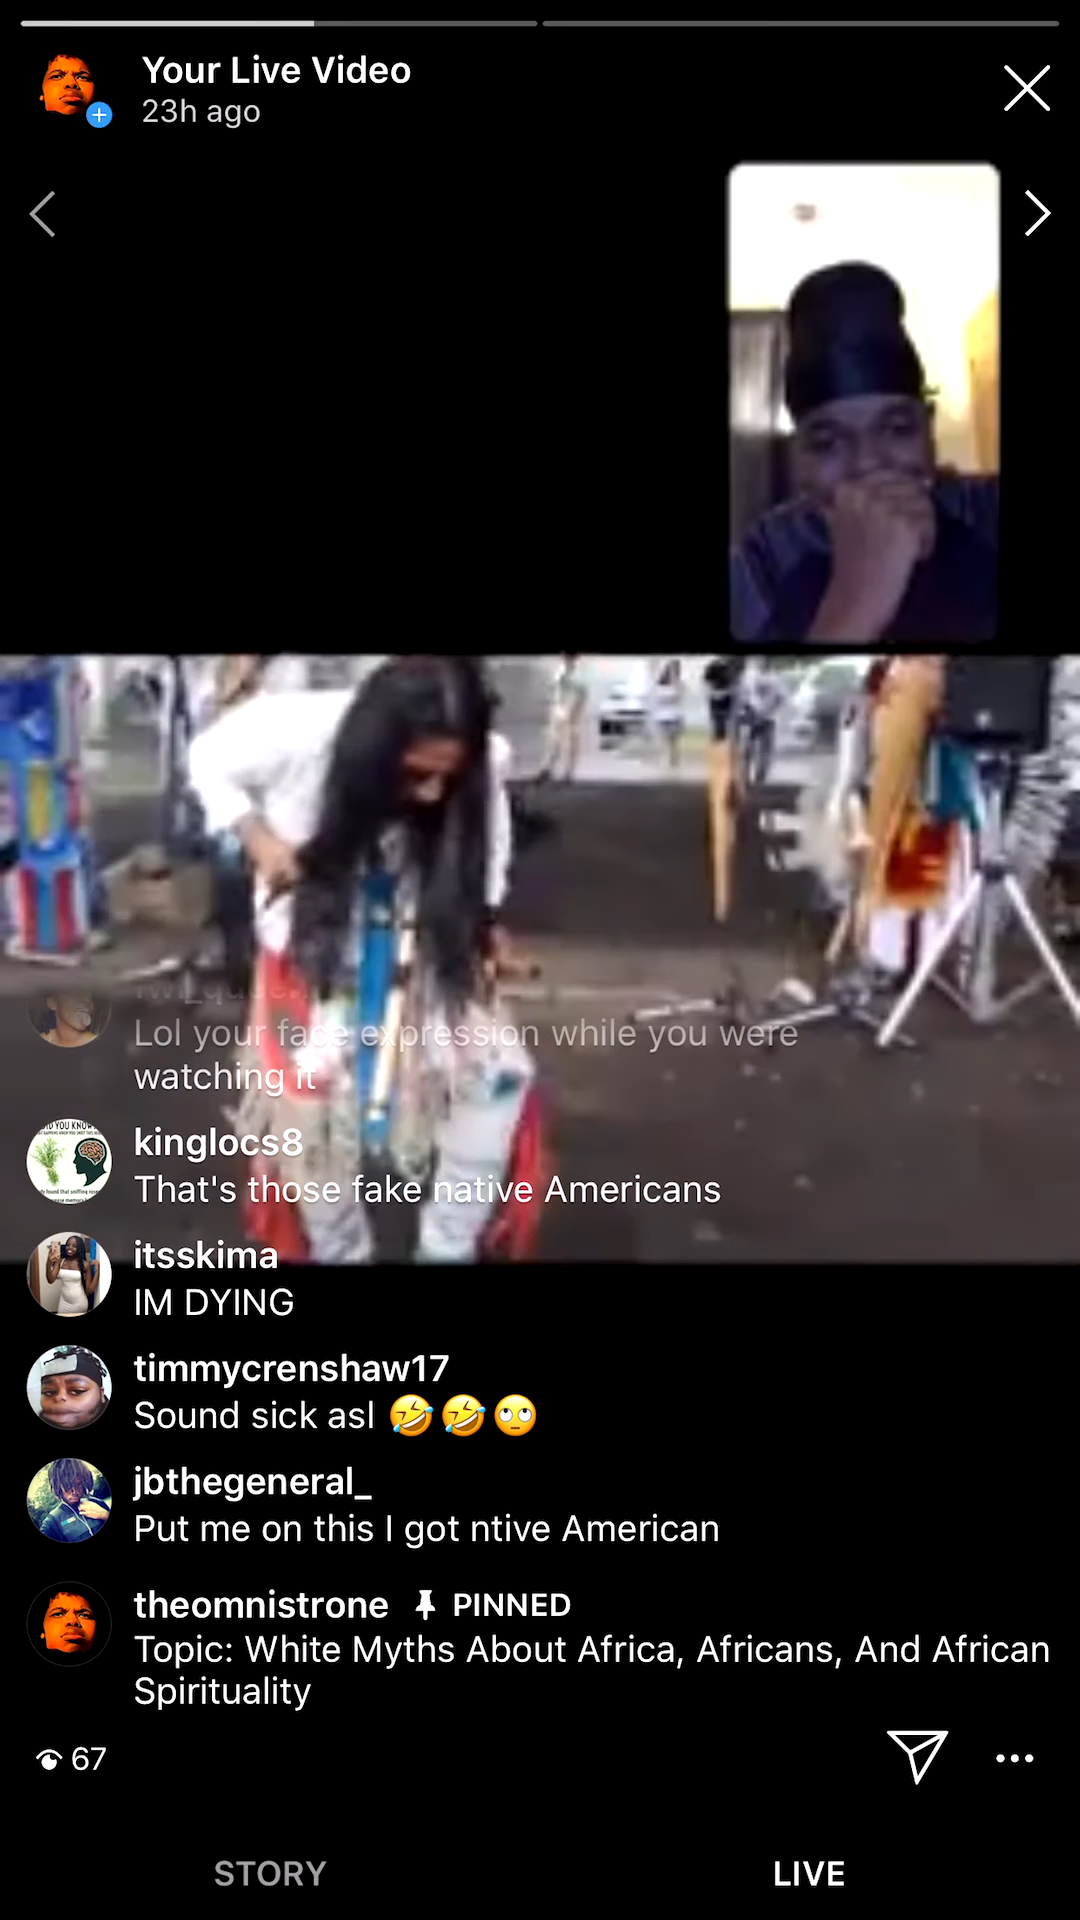 Your Live Video
23h ago
Lol your face expression while you were
watching it
kinglocs8
That's those fake native Americans
itsskima
IM DYING
timmycrenshaw17
Sound sick asl 🤣🤣🙄
jbthegeneral_
Put me on this I got ntive American
theomnistrone PINNED
Topic: White Myths About Africa, Africans, And African
Spirituality
67
STORY
LIVE